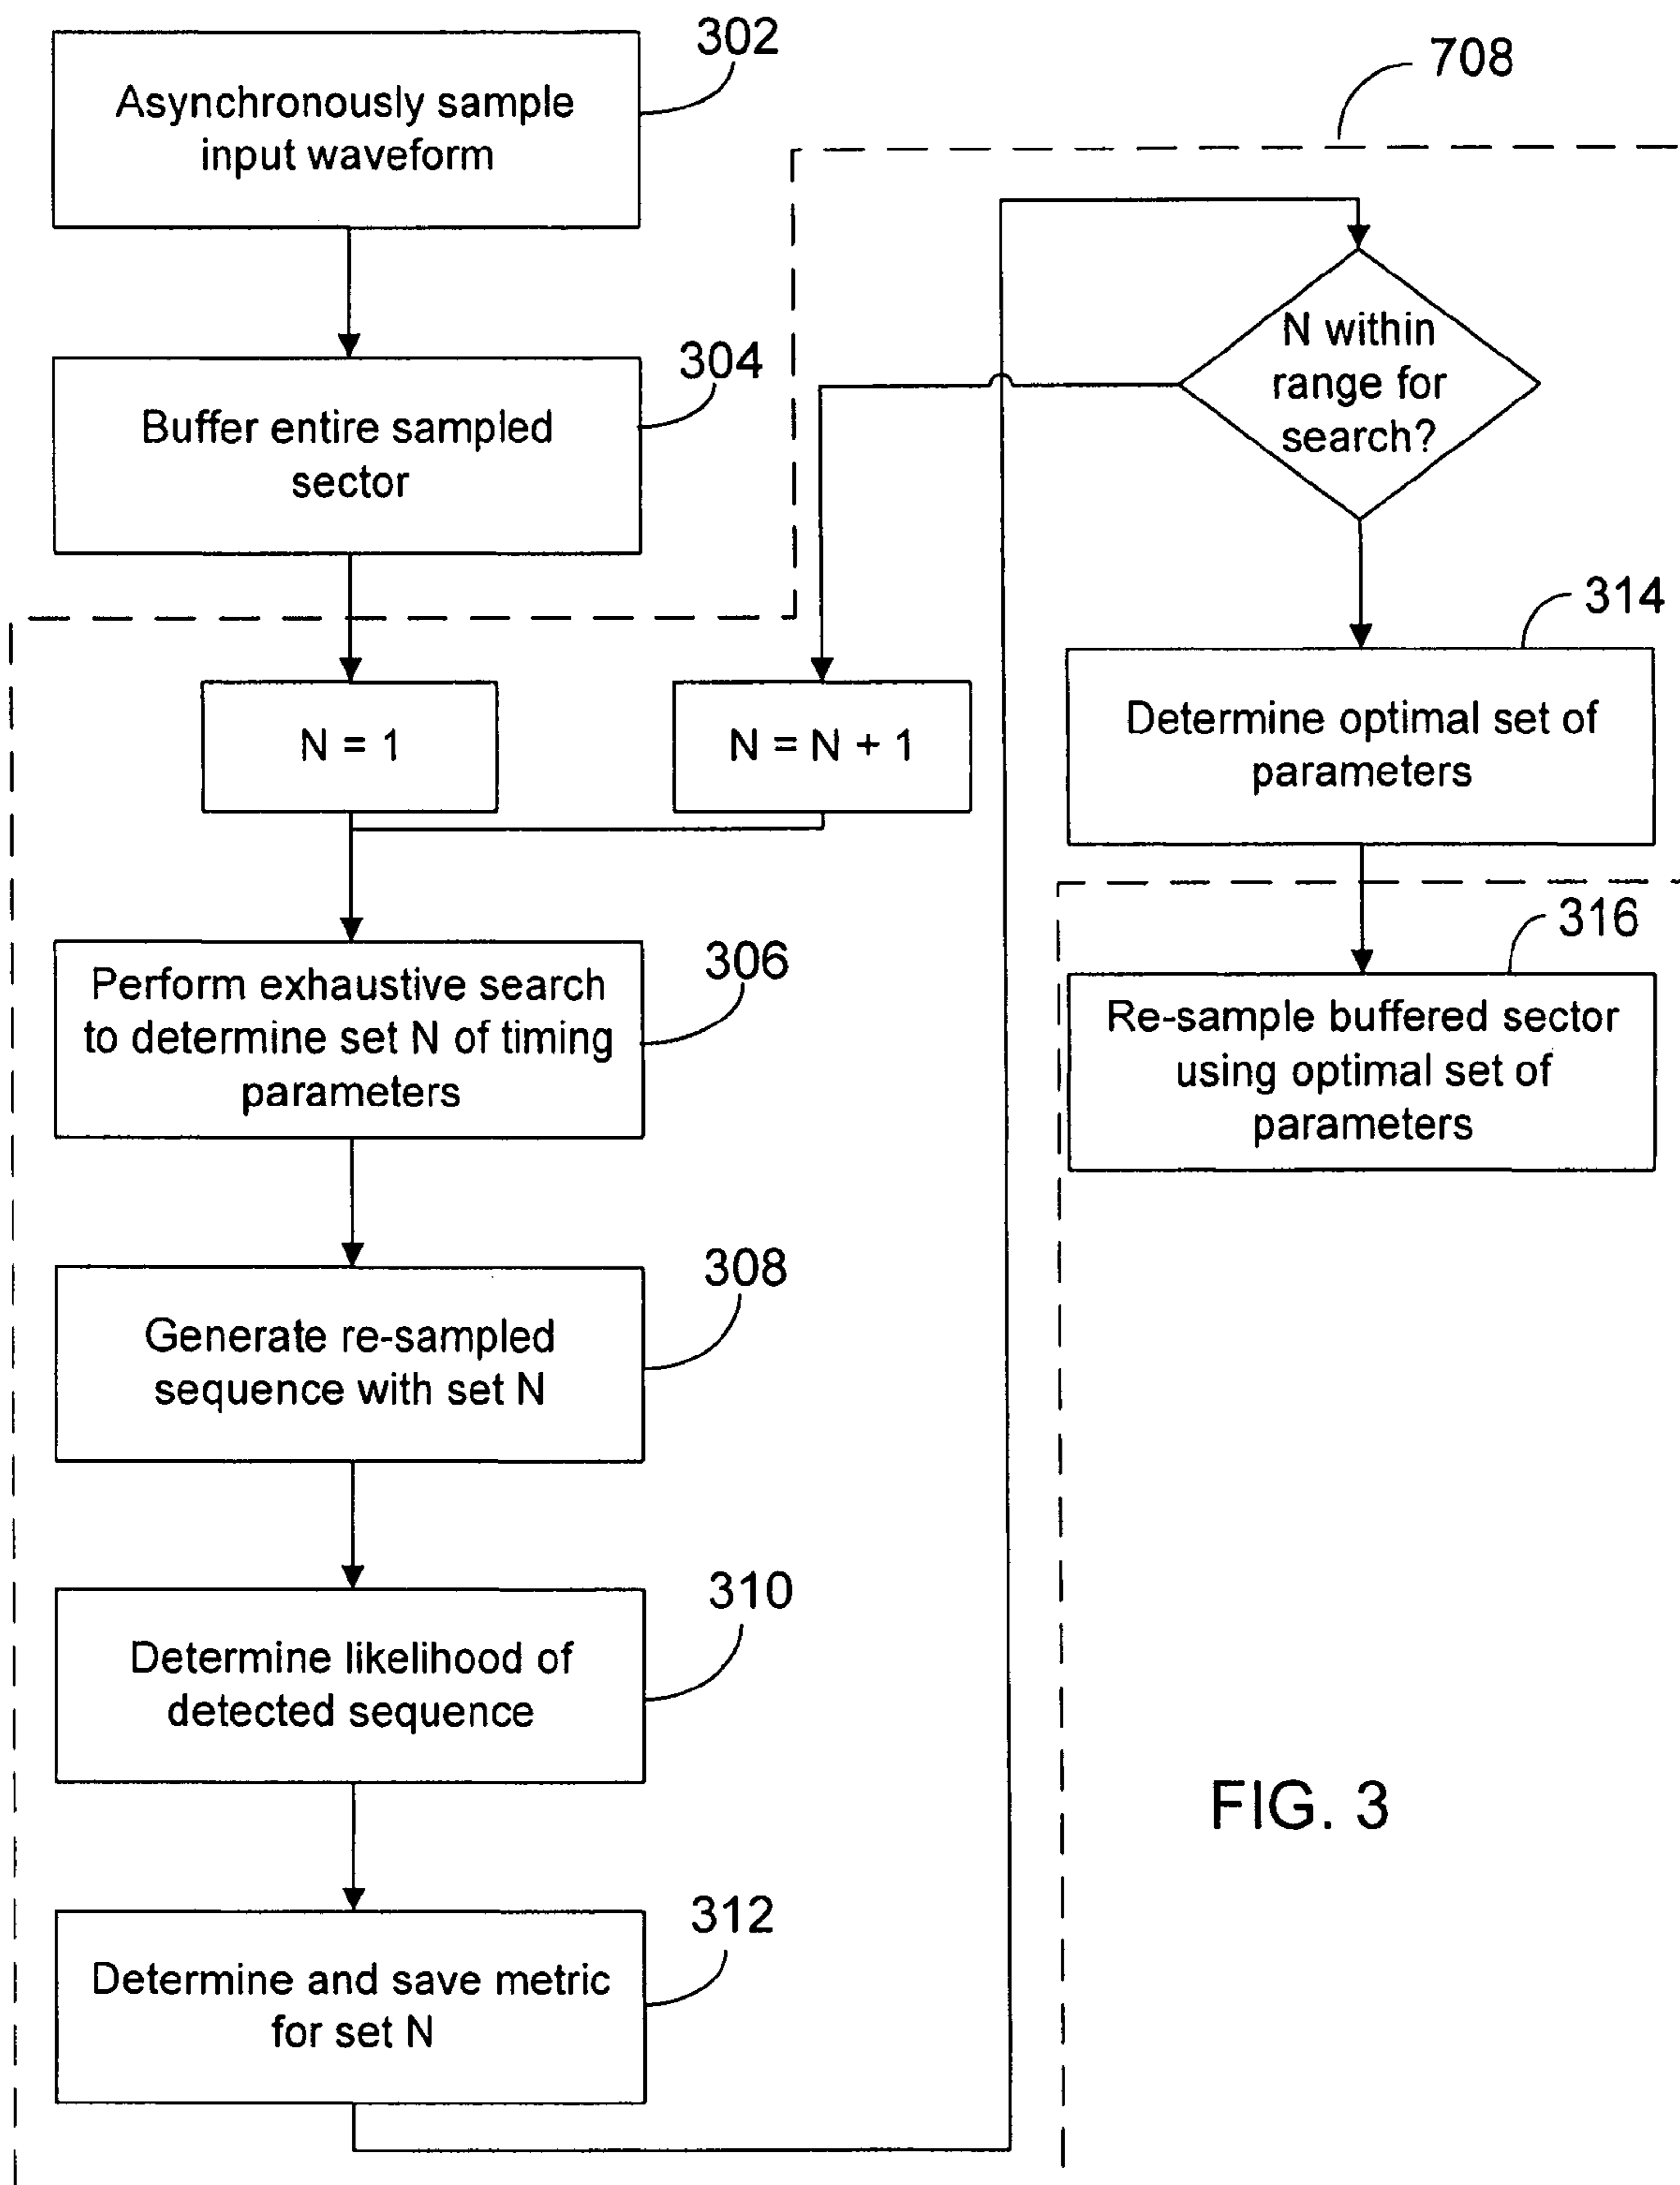 302
Asynchronously sample
input waveform
304
Buffer entire sampled
sector
N = 1
N = N + 1
306
Perform exhaustive search
to determine set N of timing
parameters
308
Generate re-sampled
sequence with set N
310
Determine likelihood of
detected sequence
312
Determine and save metric
for set N
708
N within
range for
search?
314
Determine optimal set of
parameters
316
Re-sample buffered sector
using optimal set of
parameters
FIG. 3